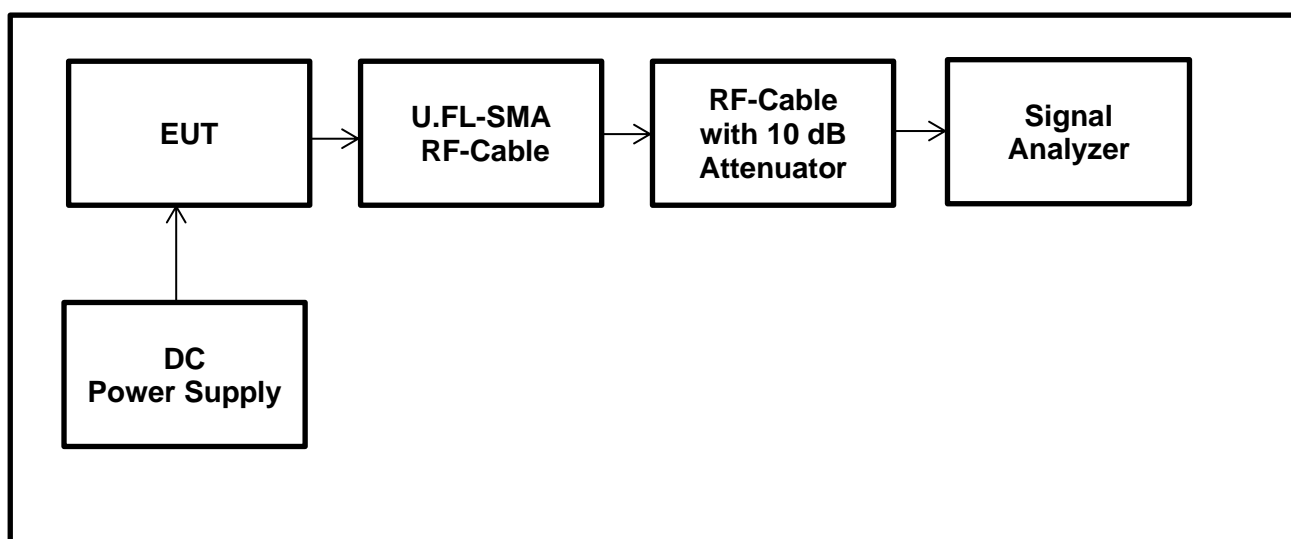 EUT
U.FL-SMA
RF-Cable
RF-Cable
with 10 dB
Attenuator
Signal
Analyzer
DC
Power Supply